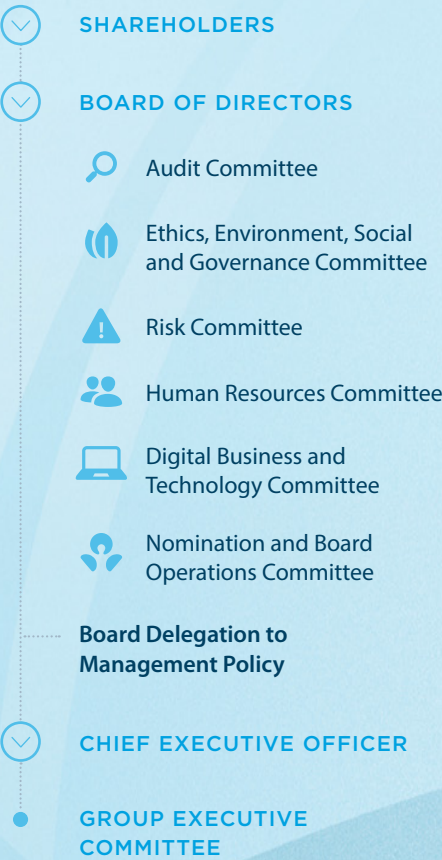 SHAREHOLDERS
BOARD OF DIRECTORS
Audit Committee
Ethics, Environment, Social
and Governance Committee
Risk Committee
Human Resources Committee
Digital Business and
Technology Committee
Nomination and Board
Operations Committee
Board Delegation to
Management Policy
CHIEF EXECUTIVE OFFICER
GROUP EXECUTIVE
COMMITTEE